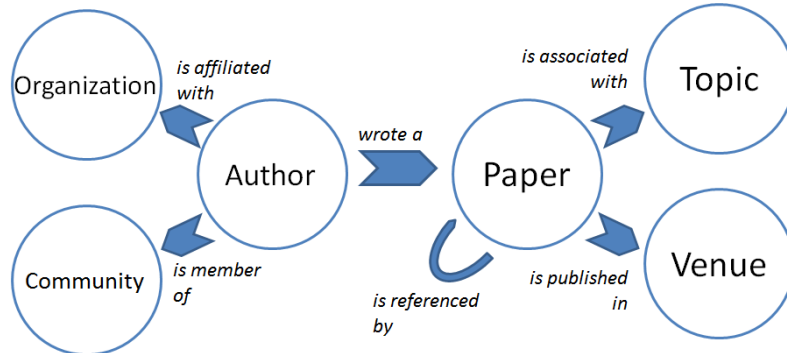 Organization
is affiliated
with
Author
Community
is member
of
wrote a
Paper
is referenced
by
is associated
with
Topic
is published
in
Venue